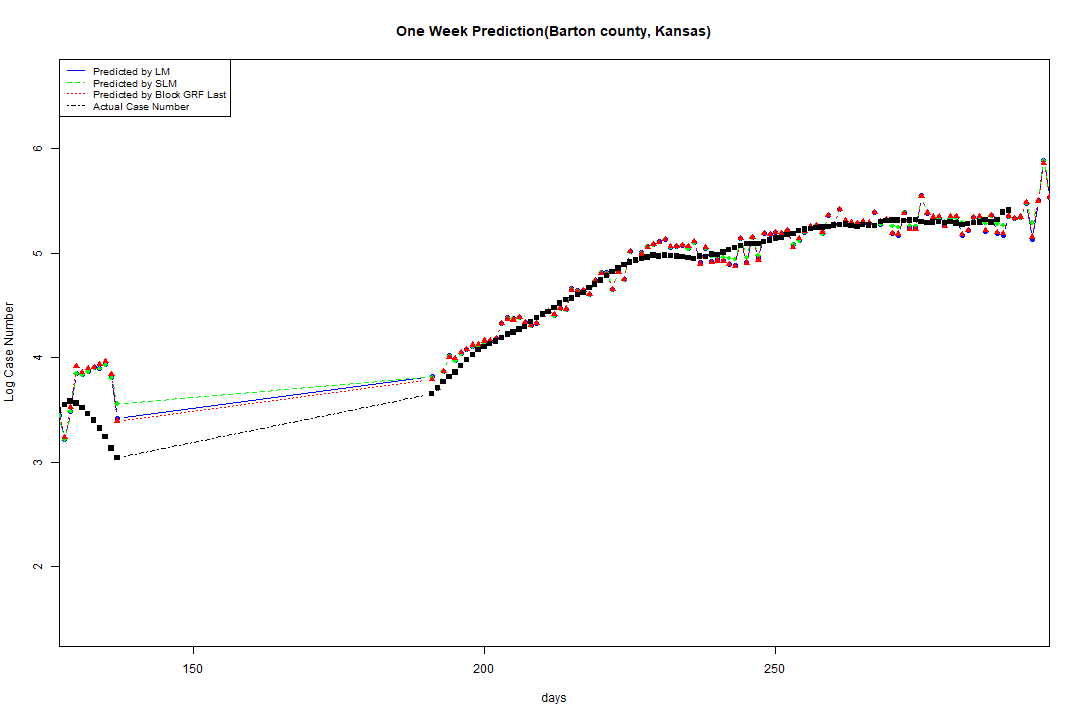 One Week Prediction(Barton county, Kansas)
Predicted by LM
Predicted by SLM
Predicted by Block GRF Last
Actual Case Number
Log Case Number
6
5
4
3
2
150 200 250
days